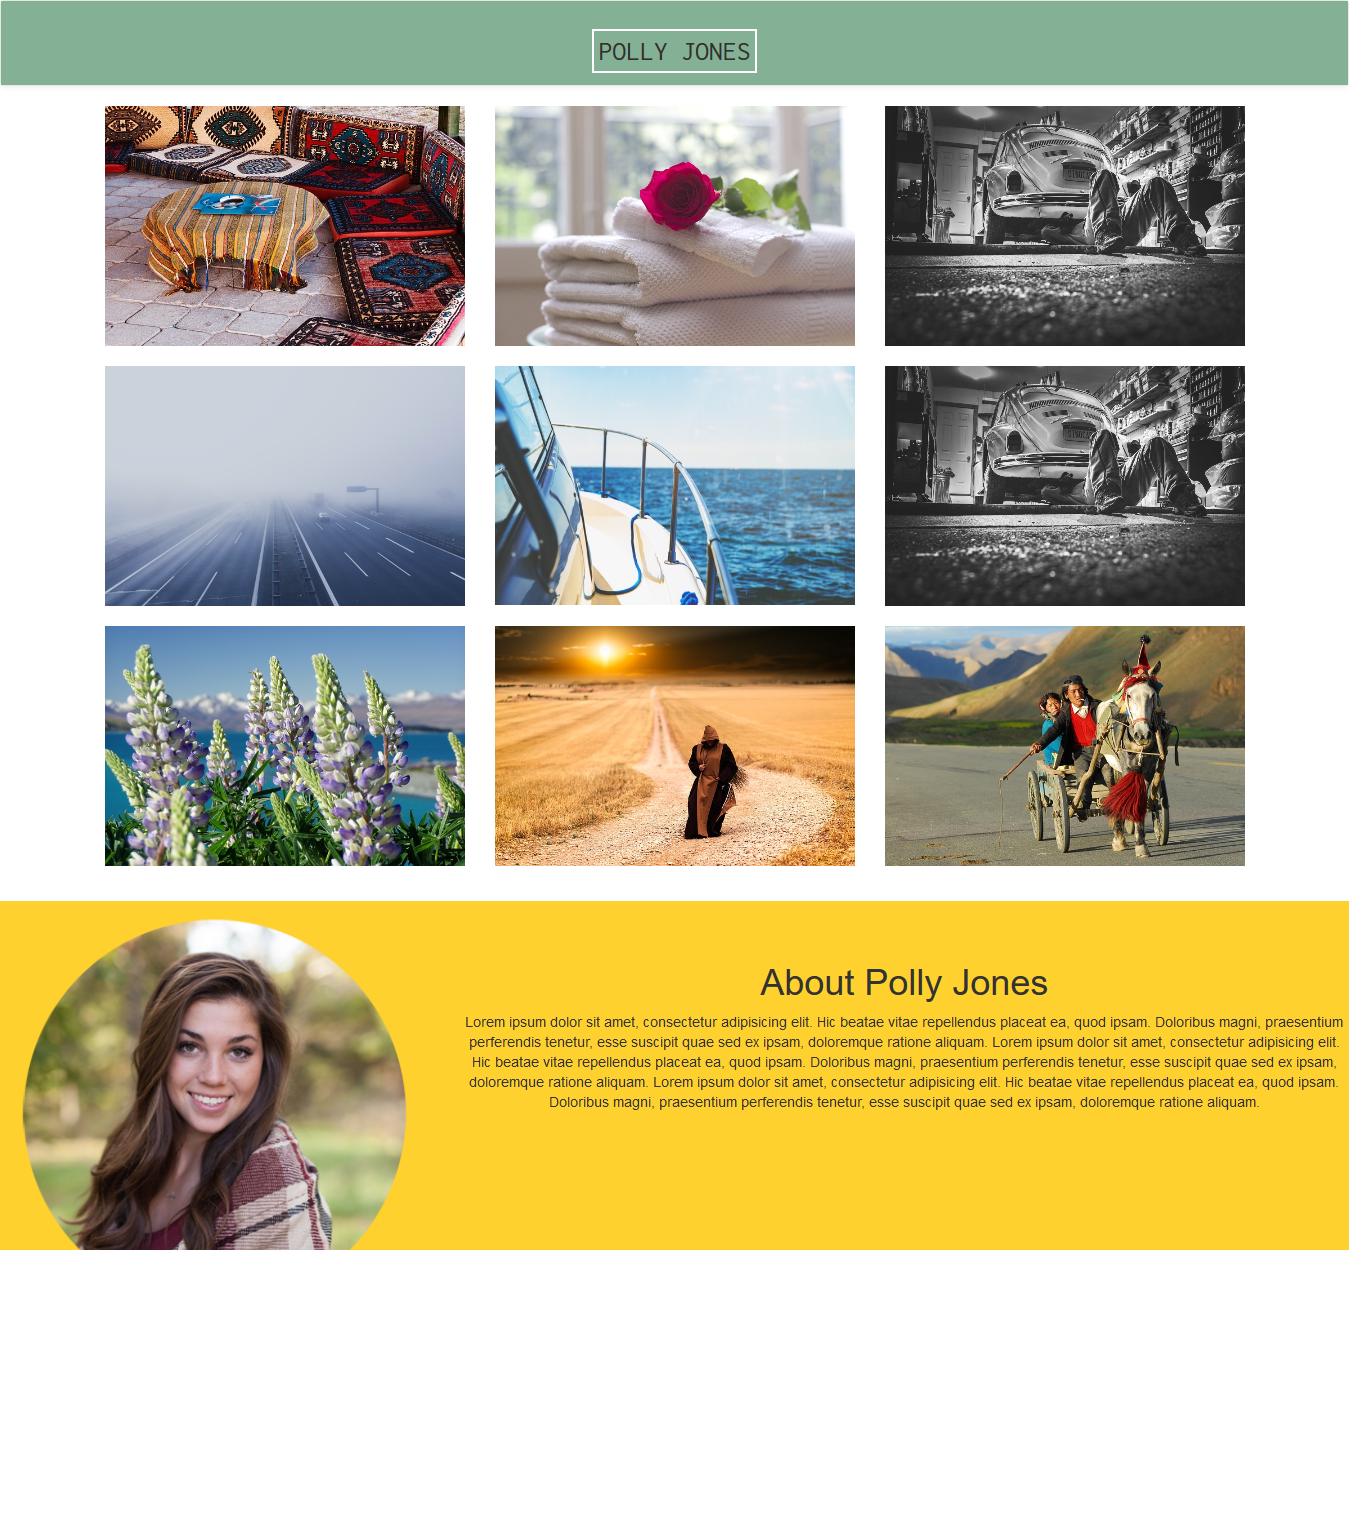 POLLY JONES
About Polly Jones
Lorem ipsum dolor sit amet, consectetur adipisicing elit. Hic beatae vitae repellendus placeat ea, quod ipsam. Doloribus magni, praesentium
perferendis tenetur, esse suscipit quae sed ex ipsam, doloremque ratione aliquam. Lorem ipsum dolor sit amet, consectetur adipisicing elit.
Hic beatae vitae repellendus placeat ea, quod ipsam. Doloribus magni, praesentium perferendis tenetur, esse suscipit quae sed ex ipsam,
doloremque ratione aliquam. Lorem ipsum dolor sit amet, consectetur adipisicing elit. Hic beatae vitae repellendus placeat ea, quod ipsam.
Doloribus magni, praesentium perferendis tenetur, esse suscipit quae sed ex ipsam, doloremque ratione aliquam.